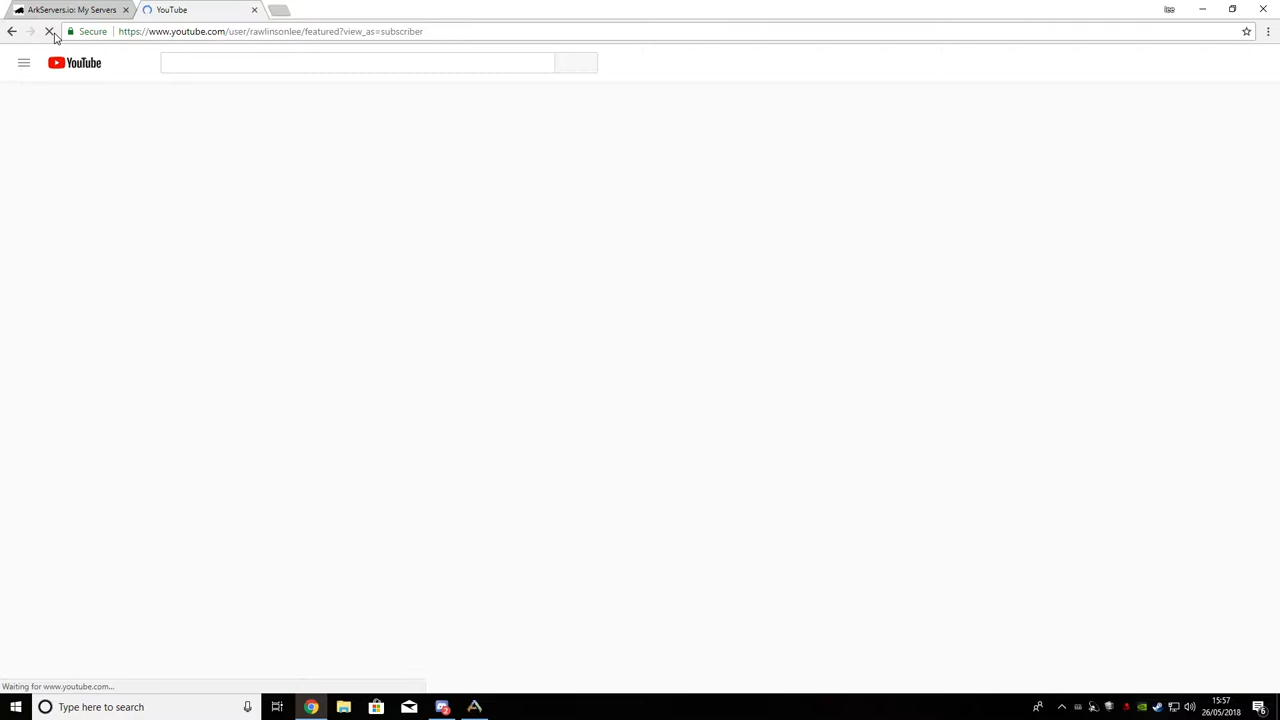 ArkServers.io: My Servers
YouTube
Secure
https://www.youtube.com/user/rawlinsonlee/featured?view_as=subscriber
YouTube
Waiting for www.youtube.com...
Type here to search
15:57
26/05/2018